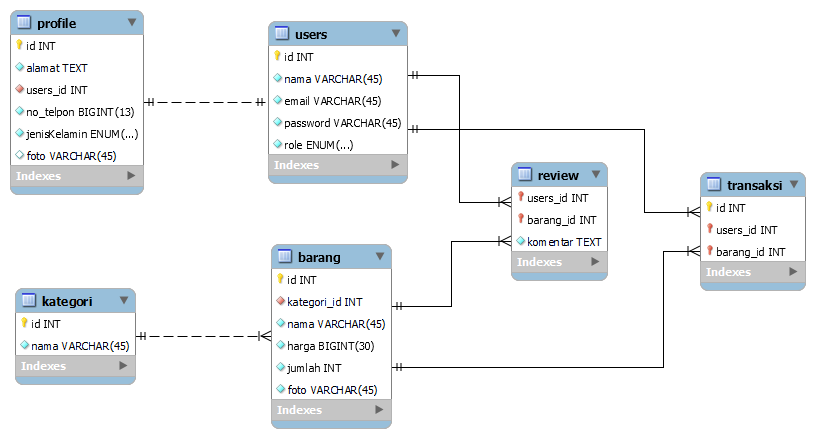 profile
id INT
alamat TEXT
users_id INT
no_telpon BIGINT(13)
jenisKelamin ENUM(...)
foto VARCHAR(45)
Indexes
users
id INT
nama VARCHAR(45)
email VARCHAR(45)
password VARCHAR(45)
role ENUM(...)
Indexes
review
users_id INT
barang_id INT
komentar TEXT
Indexes
transaksi
id INT
users_id INT
barang_id INT
Indexes
kategori
id INT
nama VARCHAR(45)
Indexes
barang
id INT
kategori_id INT
nama VARCHAR(45)
harga BIGINT(30)
jumlah INT
foto VARCHAR(45)
Indexes